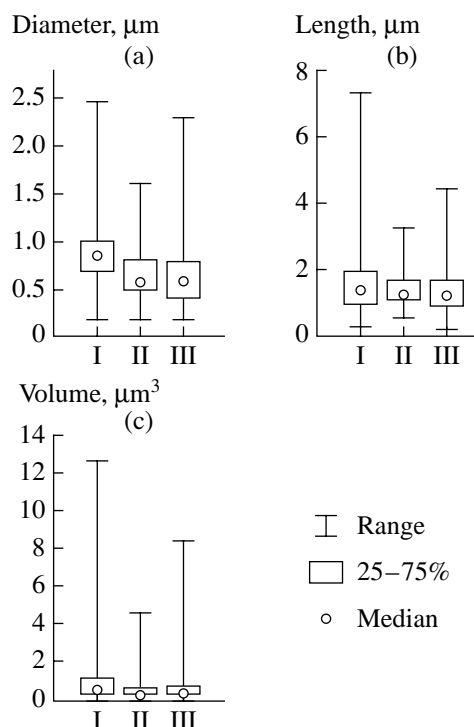 Diameter, μm
(a)
2.5
2.0
1.5
1.0
0.5
0
I II III
Length, μm
(b)
8
6
4
2
0
I II III
Volume, μm³
(c)
14
12
10
8
6
4
2
0
I II III
Range
25–75%
Median